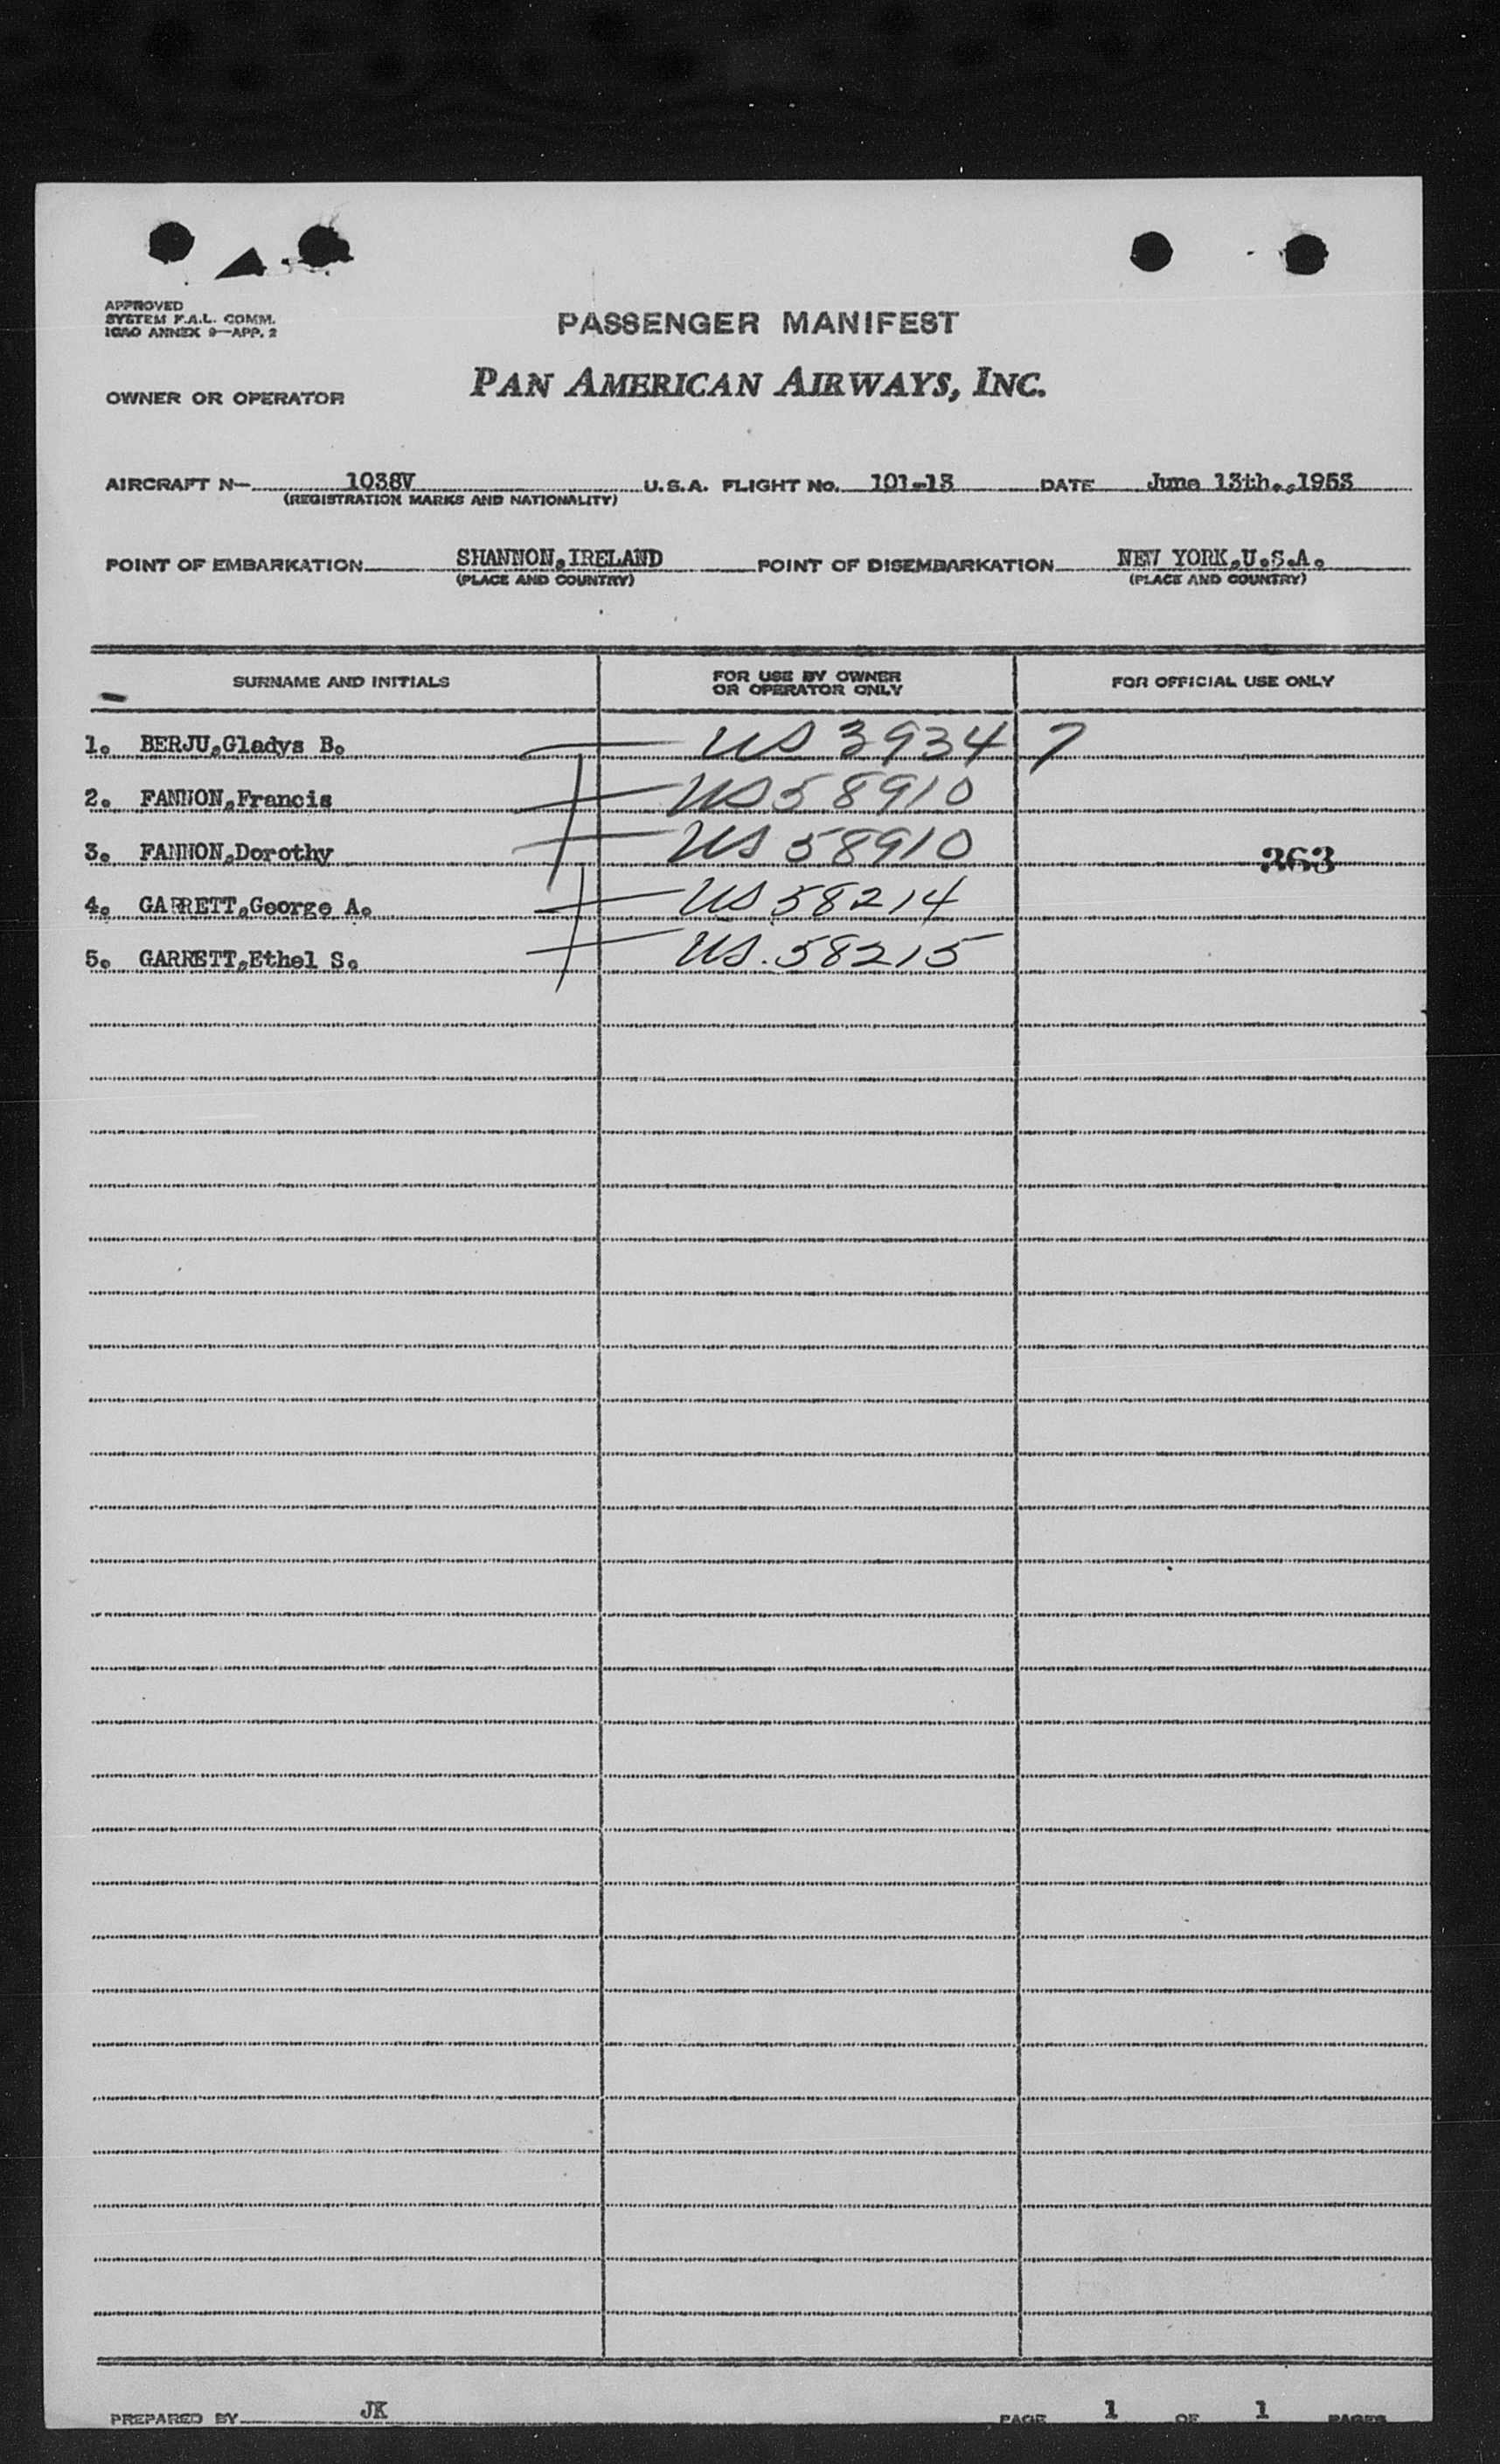 APPROVED
SYSTEM F.A.L. COMM.
ICAO ANNEX 9—APP. 2
PASSENGER MANIFEST
OWNER OR OPERATOR PAN AMERICAN AIRWAYS, INC.
AIRCRAFT N— 1038V U.S.A. FLIGHT NO. 101-13 DATE June 13th.,1953
(REGISTRATION MARKS AND NATIONALITY)
POINT OF EMBARKATION SHANNON,IRELAND POINT OF DISEMBARKATION NEW YORK,U.S.A.
(PLACE AND COUNTRY) (PLACE AND COUNTRY)
SURNAME AND INITIALS FOR USE BY OWNER OR OPERATOR ONLY FOR OFFICIAL USE ONLY
1. BERJU,Gladys B. US 39347
2. FANNON,Francis US 58910
3. FANNON,Dorothy US 58910 363
4. GARRETT,George A. US 58214
5. GARRETT,Ethel S. US. 58215
PREPARED BY JK PAGE 1 OF 1 PAGES